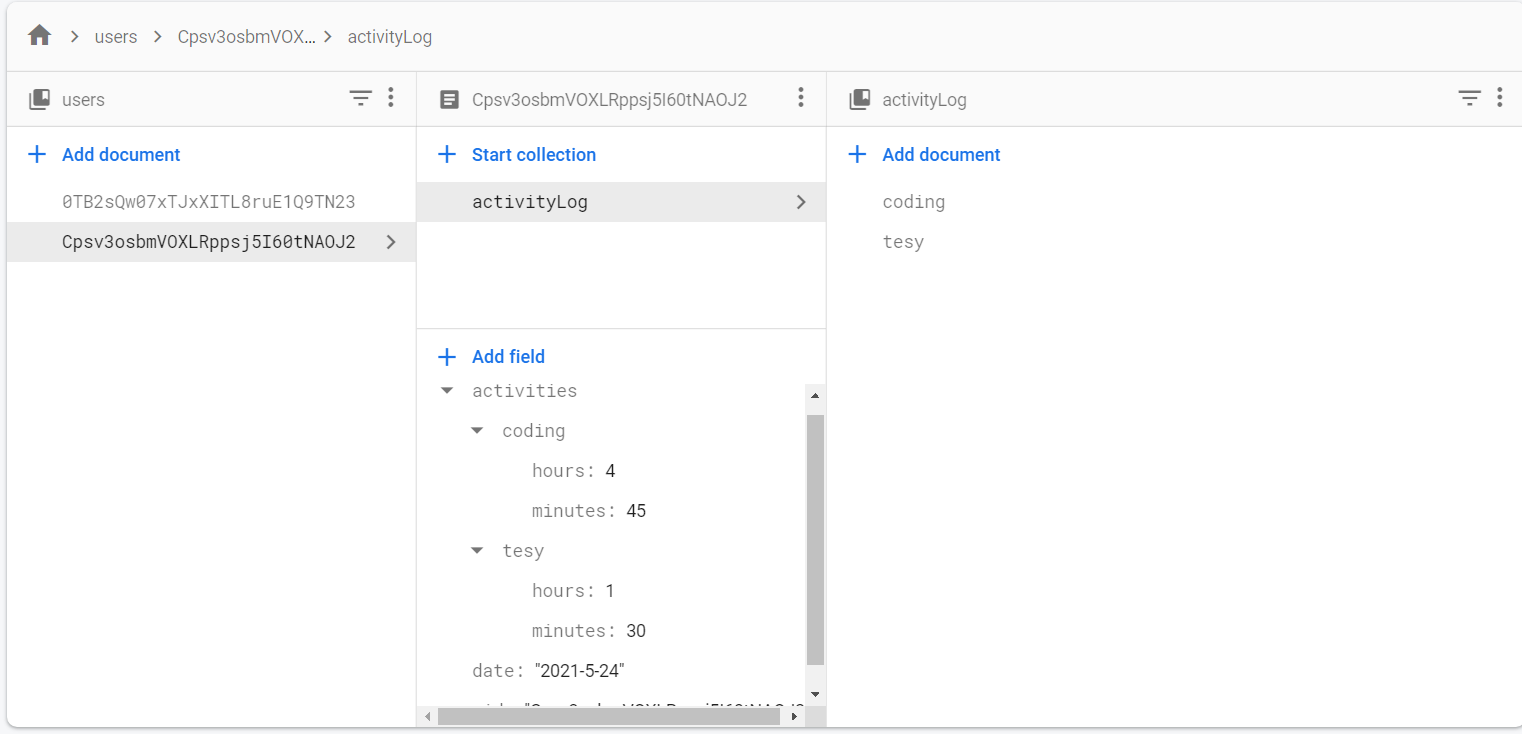 users
Cpsv3osbmVOX...
activityLog
users
Add document
0TB2sQw07xTJxXITL8ruE1Q9TN23
Cpsv3osbmVOXLRppsj5I60tNAOJ2
Cpsv3osbmVOXLRppsj5I60tNAOJ2
Start collection
activityLog
Add field
activities
coding
hours: 4
minutes: 45
tesy
hours: 1
minutes: 30
date: "2021-5-24"
activityLog
Add document
coding
tesy